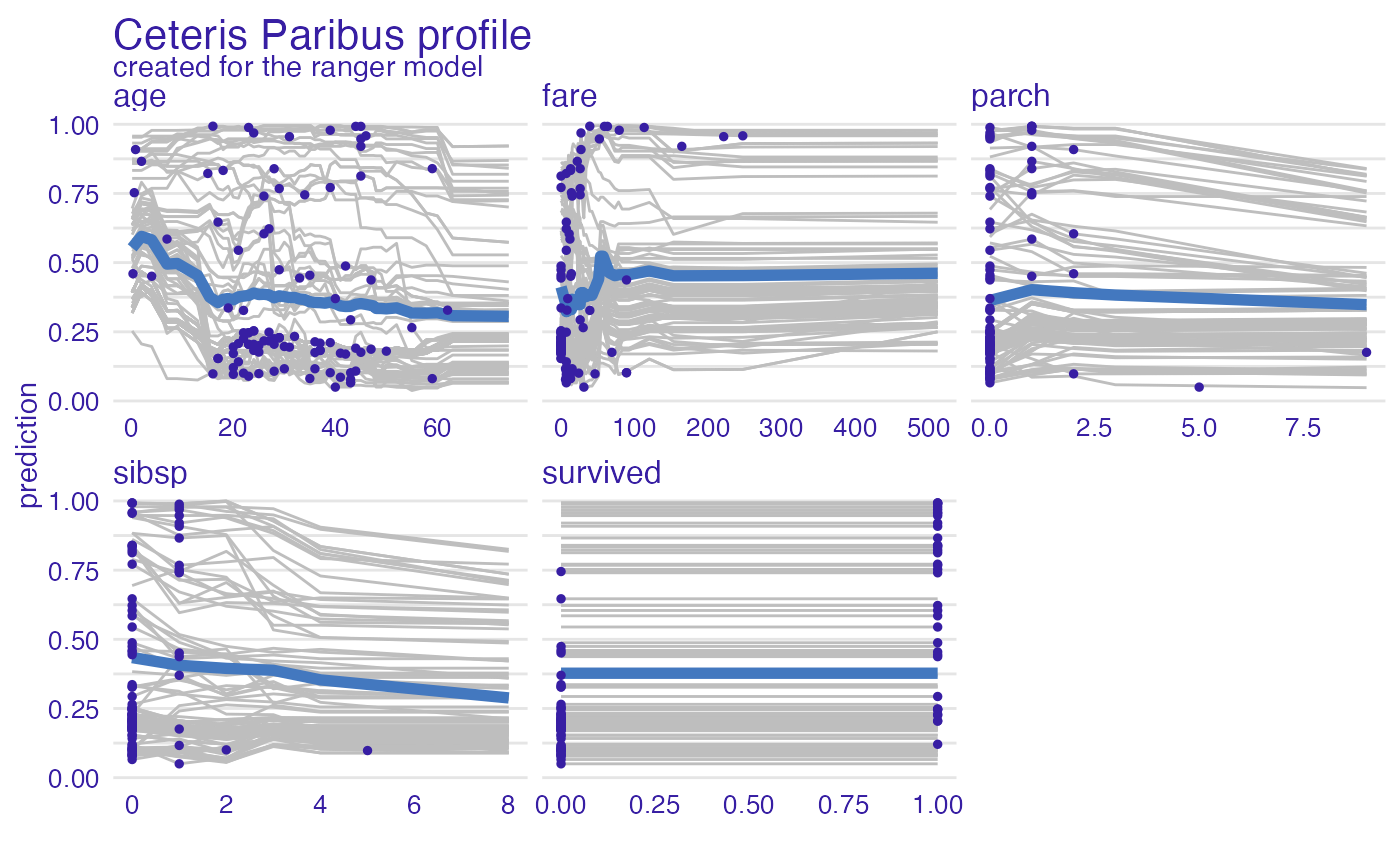 Ceteris Paribus profile
created for the ranger model
age
fare
parch
1.00
0.75
0.50
0.25
0.00
0 20 40 60
0 100 200 300 400 500
0.0 2.5 5.0 7.5
prediction
sibsp
survived
1.00
0.75
0.50
0.25
0.00
0 2 4 6 8
0.00 0.25 0.50 0.75 1.00